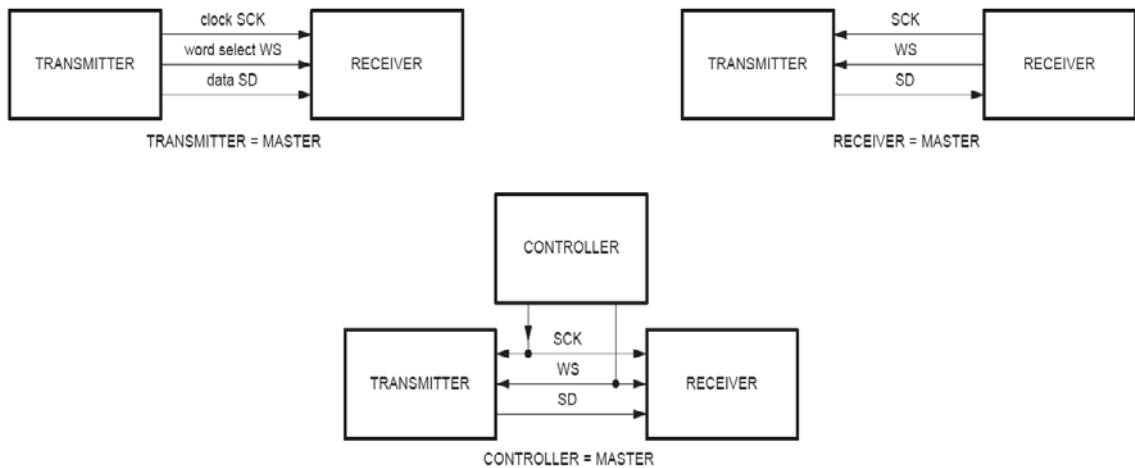 TRANSMITTER
clock SCK
word select WS
data SD
RECEIVER
TRANSMITTER = MASTER
TRANSMITTER
SCK
WS
SD
RECEIVER
RECEIVER = MASTER
CONTROLLER
TRANSMITTER
SCK
WS
SD
RECEIVER
CONTROLLER = MASTER